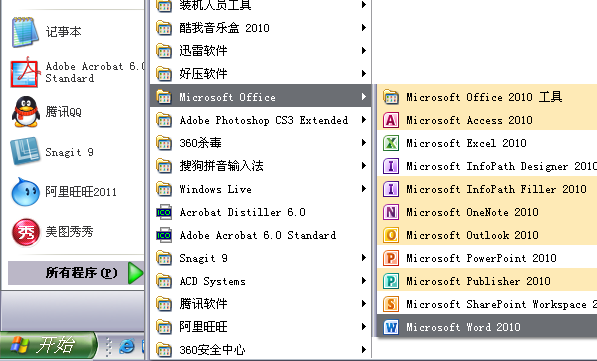 记事本
Adobe Acrobat 6.0
Standard
腾讯QQ
Snagit 9
阿里旺旺2011
美图秀秀
所有程序(P)
开始
装机人员工具
酷我音乐盒 2010
迅雷软件
好压软件
Microsoft Office
Adobe Photoshop CS3 Extended
360杀毒
搜狗拼音输入法
Windows Live
Acrobat Distiller 6.0
Adobe Acrobat 6.0 Standard
Snagit 9
ACD Systems
腾讯软件
阿里旺旺
360安全中心
Microsoft Office 2010 工具
Microsoft Access 2010
Microsoft Excel 2010
Microsoft InfoPath Designer 2010
Microsoft InfoPath Filler 2010
Microsoft OneNote 2010
Microsoft Outlook 2010
Microsoft PowerPoint 2010
Microsoft Publisher 2010
Microsoft SharePoint Workspace 2
Microsoft Word 2010